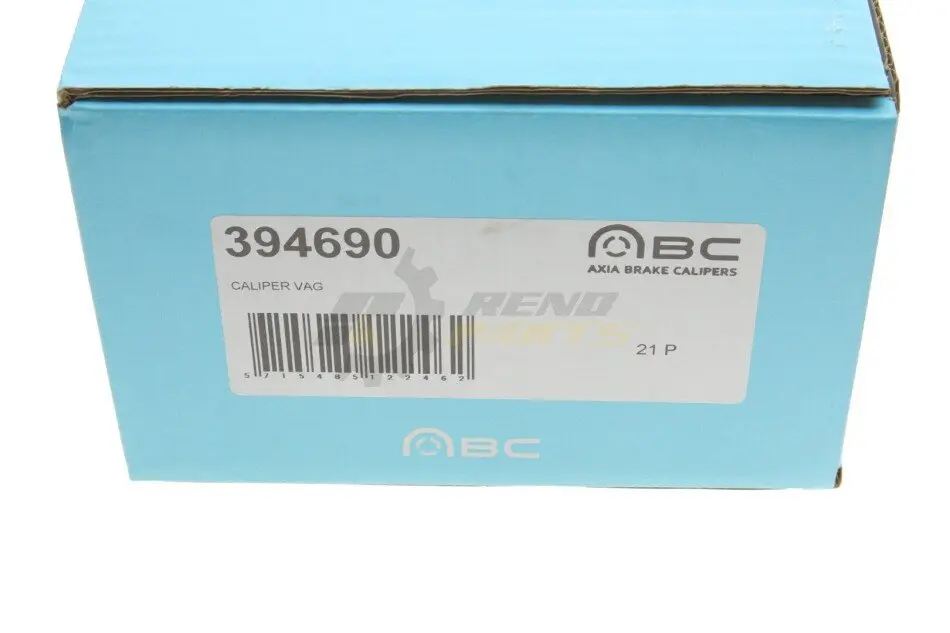 394690
ABC
AXIA BRAKE CALIPERS
CALIPER VAG
RENO
PARTS
5715485122462
21 P
ABC